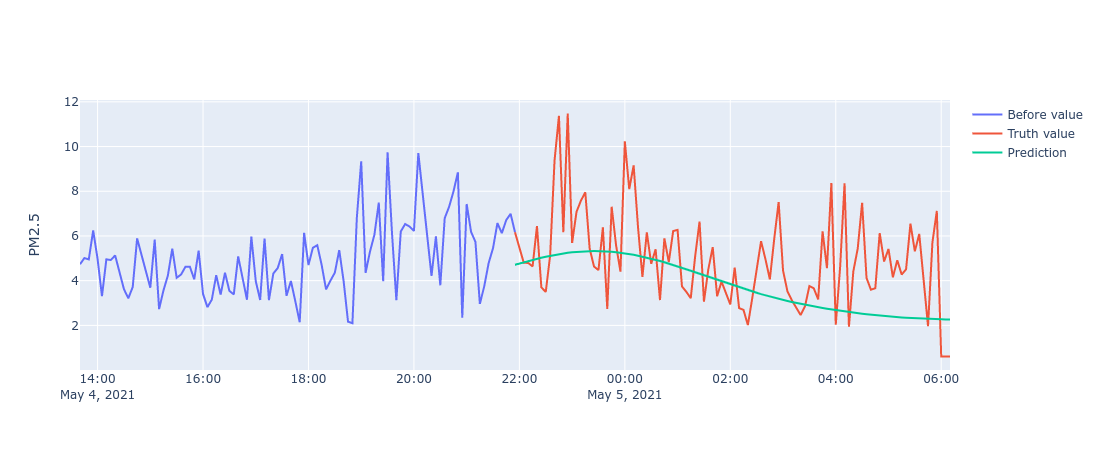 12
10
8
6
4
2
PM2.5
14:00 16:00 18:00 20:00 22:00 00:00 02:00 04:00 06:00
May 4, 2021 May 5, 2021
Before value
Truth value
Prediction